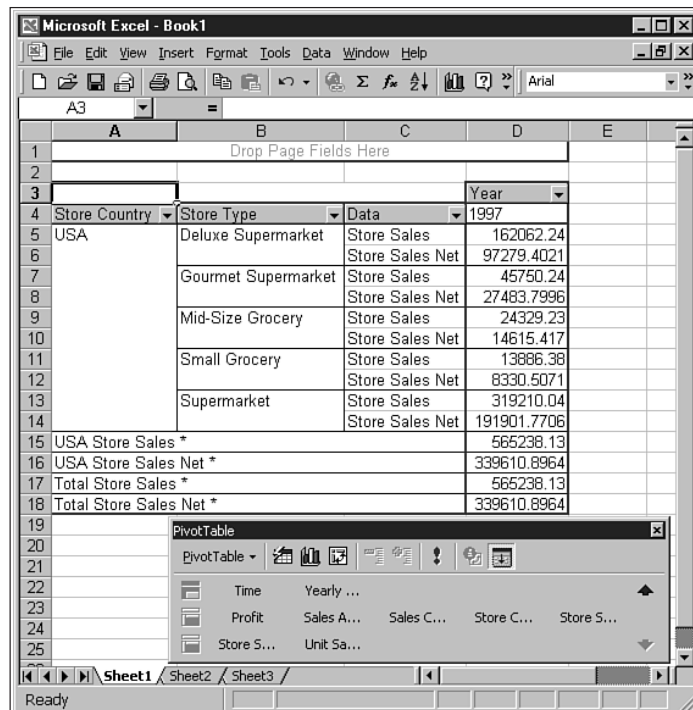 Microsoft Excel - Book1
File Edit View Insert Format Tools Data Window Help
Arial
A3 =
A B C D E
1 Drop Page Fields Here
2
3 Year
4 Store Country Store Type Data 1997
5 USA Deluxe Supermarket Store Sales 162062.24
6 Store Sales Net 97279.4021
7 Gourmet Supermarket Store Sales 45750.24
8 Store Sales Net 27483.7996
9 Mid-Size Grocery Store Sales 24329.23
10 Store Sales Net 14615.417
11 Small Grocery Store Sales 13886.38
12 Store Sales Net 8330.5071
13 Supermarket Store Sales 319210.04
14 Store Sales Net 191901.7706
15 USA Store Sales * 565238.13
16 USA Store Sales Net * 339610.8964
17 Total Store Sales * 565238.13
18 Total Store Sales Net * 339610.8964
19
PivotTable
20
PivotTable
21
22 Time Yearly ...
23 Profit Sales A... Sales C... Store C... Store S...
24
25 Store S... Unit Sa...
Sheet1 Sheet2 Sheet3
Ready